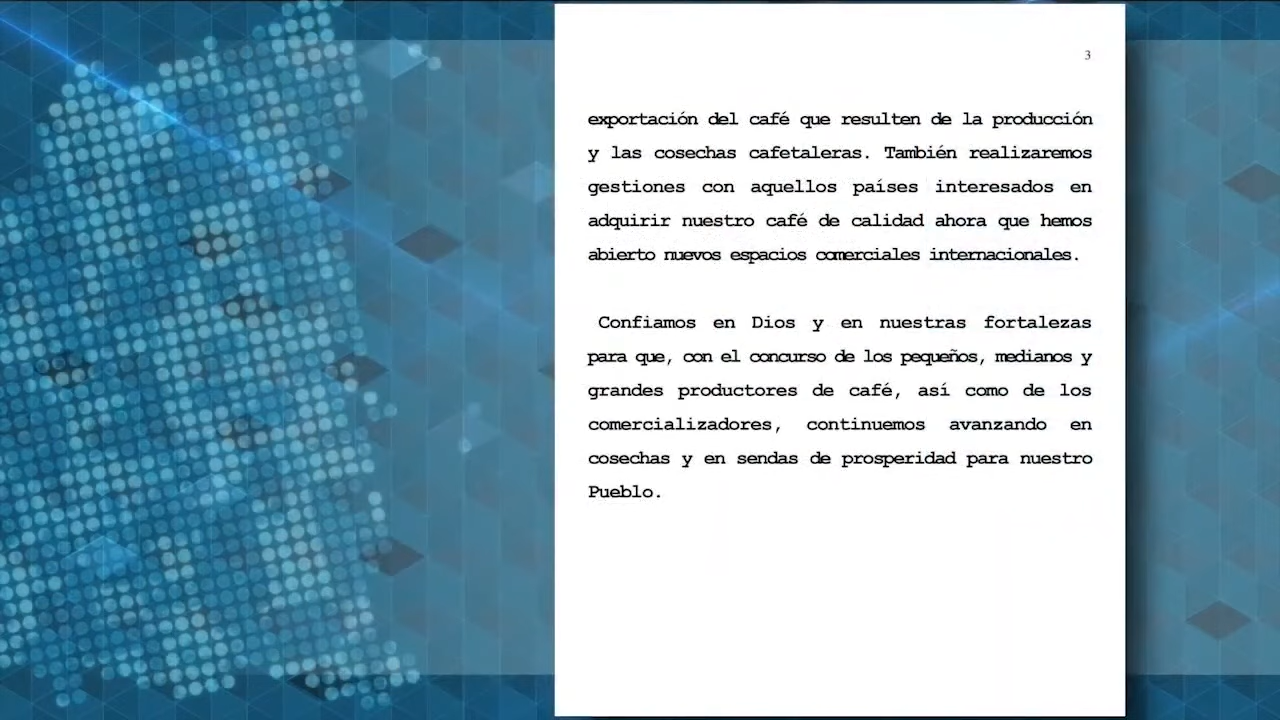 3
exportación del café que resulten de la producción
y las cosechas cafetaleras. También realizaremos
gestiones con aquellos países interesados en
adquirir nuestro café de calidad ahora que hemos
abierto nuevos espacios comerciales internacionales.
Confiamos en Dios y en nuestras fortalezas
para que, con el concurso de los pequeños, medianos y
grandes productores de café, así como de los
comercializadores, continuemos avanzando en
cosechas y en sendas de prosperidad para nuestro
Pueblo.